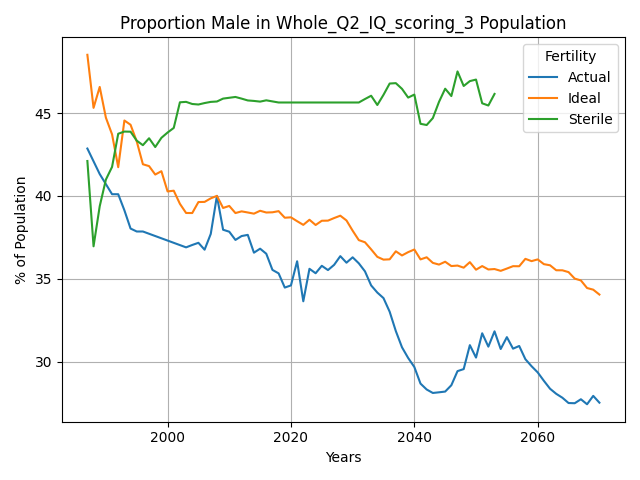 Proportion Male in Whole_Q2_IQ_scoring_3 Population
Fertility
Actual
Ideal
Sterile
% of Population
45
40
35
30
2000
2020
2040
2060
Years